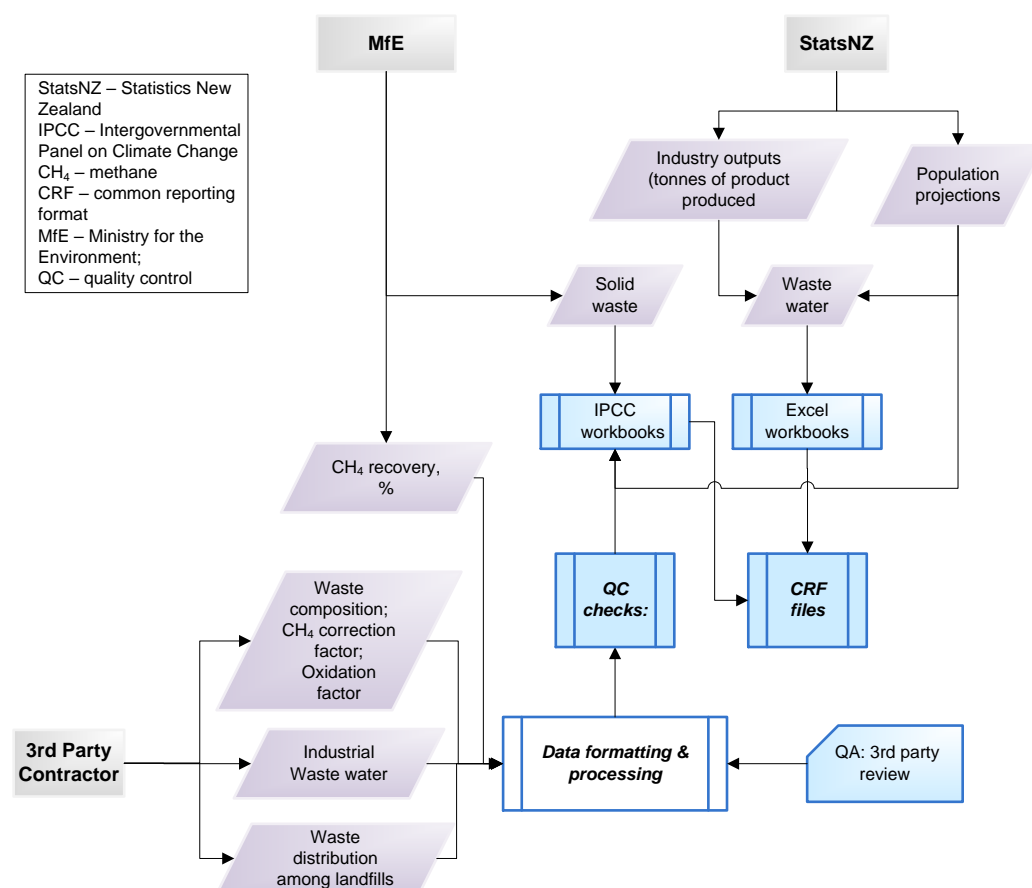 MfE
StatsNZ
StatsNZ – Statistics New
Zealand
IPCC – Intergovernmental
Panel on Climate Change
CH₄ – methane
CRF – common reporting
format
MfE – Ministry for the
Environment;
QC – quality control
Industry outputs
(tonnes of product
produced
Population
projections
Solid
waste
Waste
water
IPCC
workbooks
Excel
workbooks
CH₄ recovery,
%
QC
checks:
CRF
files
Waste
composition;
CH₄ correction
factor;
Oxidation
factor
3rd Party
Contractor
Industrial
Waste water
Data formatting &
processing
QA: 3rd party
review
Waste
distribution
among landfills